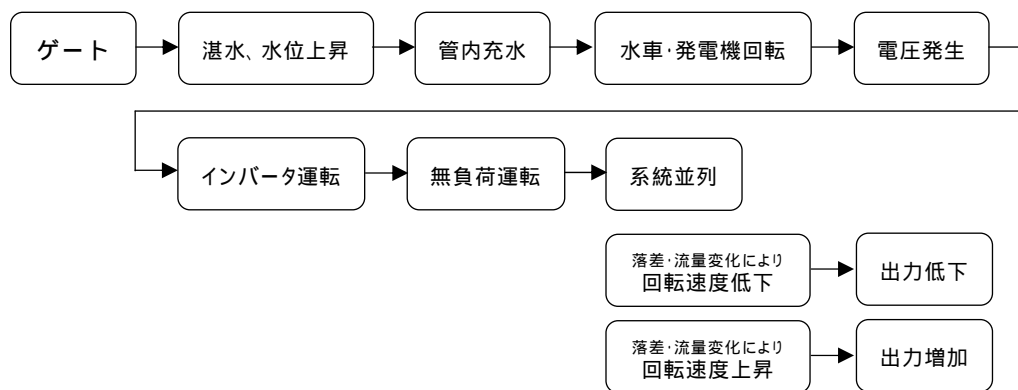 ゲート
湛水、水位上昇
管内充水
水車・発電機回転
電圧発生
インバータ運転
無負荷運転
系統並列
落差・流量変化により
回転速度低下
出力低下
落差・流量変化により
回転速度上昇
出力増加